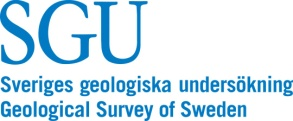 SGU
Sveriges geologiska undersökning
Geological Survey of Sweden